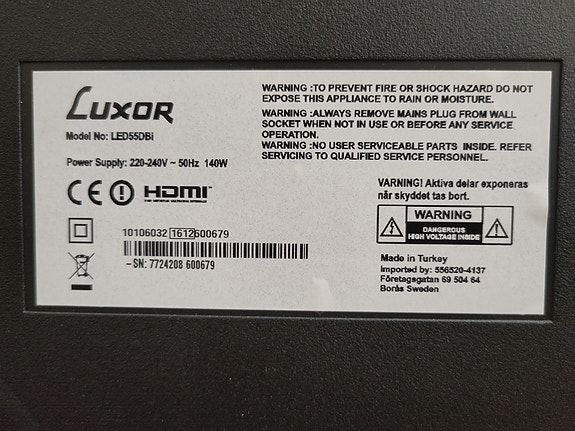 LUXOR
Model No: LED55DBi
Power Supply: 220-240V ~ 50Hz 140W
CE HDMI
10106032 1612 600679
-SN: 7724208 600679
WARNING :TO PREVENT FIRE OR SHOCK HAZARD DO NOT
EXPOSE THIS APPLIANCE TO RAIN OR MOISTURE.
WARNING :ALWAYS REMOVE MAINS PLUG FROM WALL
SOCKET WHEN NOT IN USE OR BEFORE ANY SERVICE
OPERATION.
WARNING :NO USER SERVICEABLE PARTS INSIDE. REFER
SERVICING TO QUALIFIED SERVICE PERSONNEL.
VARNING! Aktiva delar exponeras
når skyddet tas bort.
WARNING
DANGEROUS
HIGH VOLTAGE INSIDE
Made in Turkey
Imported by: 556520-4137
Företagsgatan 69 504 64
Borås Sweden